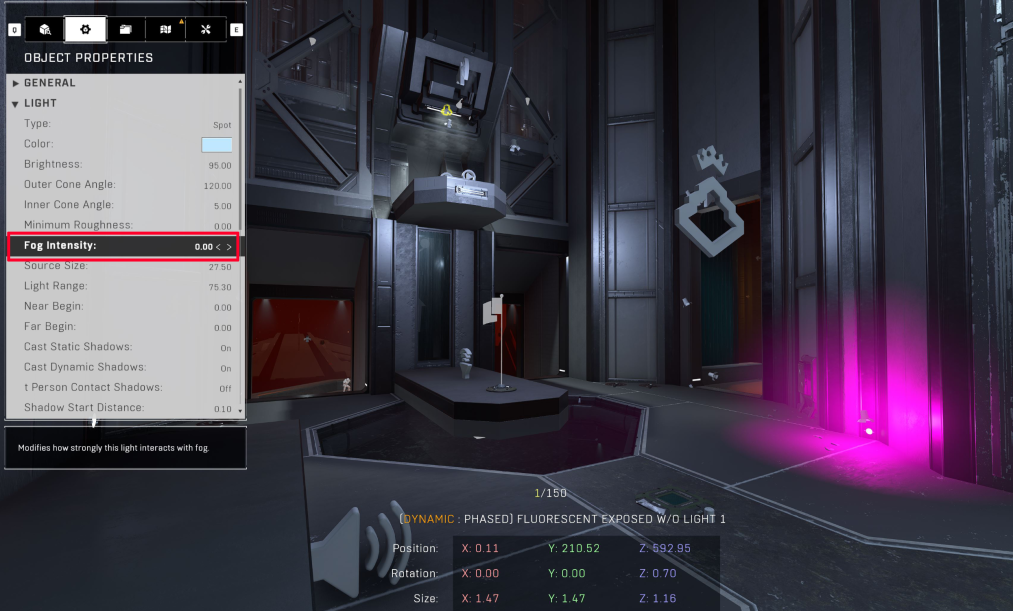 Q
E
OBJECT PROPERTIES
GENERAL
LIGHT
Type: Spot
Color:
Brightness: 95.00
Outer Cone Angle: 120.00
Inner Cone Angle: 5.00
Minimum Roughness: 0.00
Fog Intensity: 0.00 < >
Source Size: 27.50
Light Range: 75.30
Near Begin: 0.00
Far Begin: 0.00
Cast Static Shadows: On
Cast Dynamic Shadows: On
t Person Contact Shadows: Off
Shadow Start Distance: 0.10
Modifies how strongly this light interacts with fog.
1/150
(DYNAMIC : PHASED) FLUORESCENT EXPOSED W/O LIGHT 1
Position: X: 0.11 Y: 210.52 Z: 592.95
Rotation: X: 0.00 Y: 0.00 Z: 0.70
Size: X: 1.47 Y: 1.47 Z: 1.16